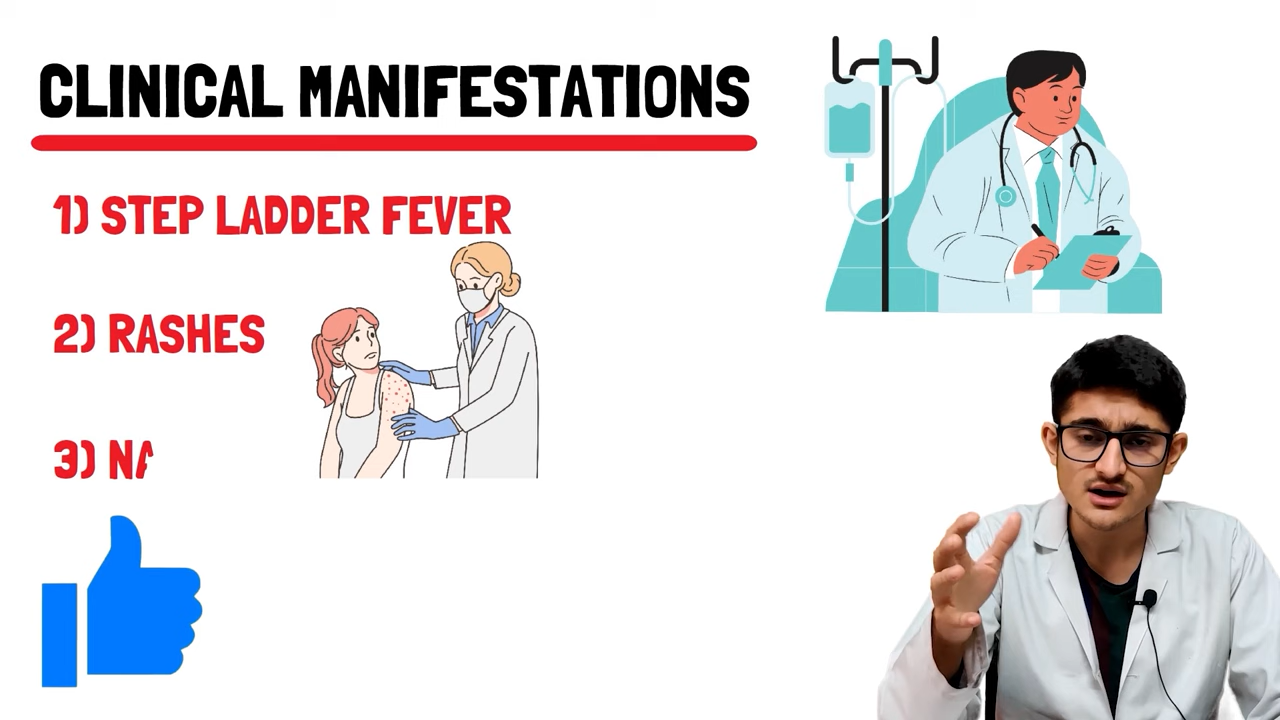 CLINICAL MANIFESTATIONS
1) STEP LADDER FEVER
2) RASHES
3) NA